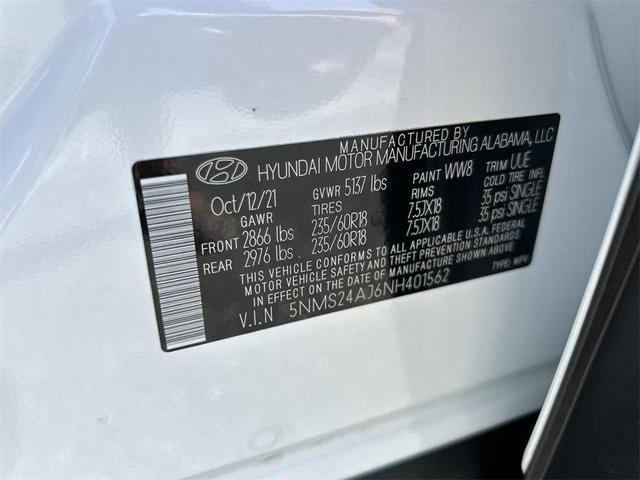 MANUFACTURED BY
HYUNDAI MOTOR MANUFACTURING ALABAMA, LLC
Oct/12/21 GVWR 5137 lbs PAINT WW8 TRIM UUE
GAWR TIRES RIMS COLD TIRE INFL
FRONT 2866 lbs 235/60R18 7.5JX18 35 psi SINGLE
REAR 2976 lbs 235/60R18 7.5JX18 35 psi SINGLE
THIS VEHICLE CONFORMS TO ALL APPLICABLE U.S.A. FEDERAL
MOTOR VEHICLE SAFETY, BUMPER, AND THEFT PREVENTION STANDARDS
IN EFFECT ON THE DATE OF MANUFACTURE SHOWN ABOVE.
V.I.N 5NMS24AJ6NH401562 TYPE: MPV